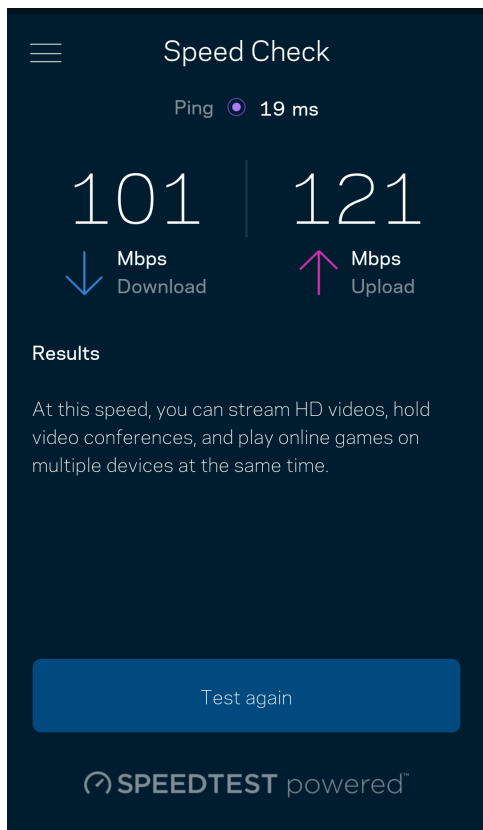 Speed Check
Ping 19 ms
101 121
Mbps Mbps
Download Upload
Results
At this speed, you can stream HD videos, hold
video conferences, and play online games on
multiple devices at the same time.
Test again
SPEEDTEST powered™